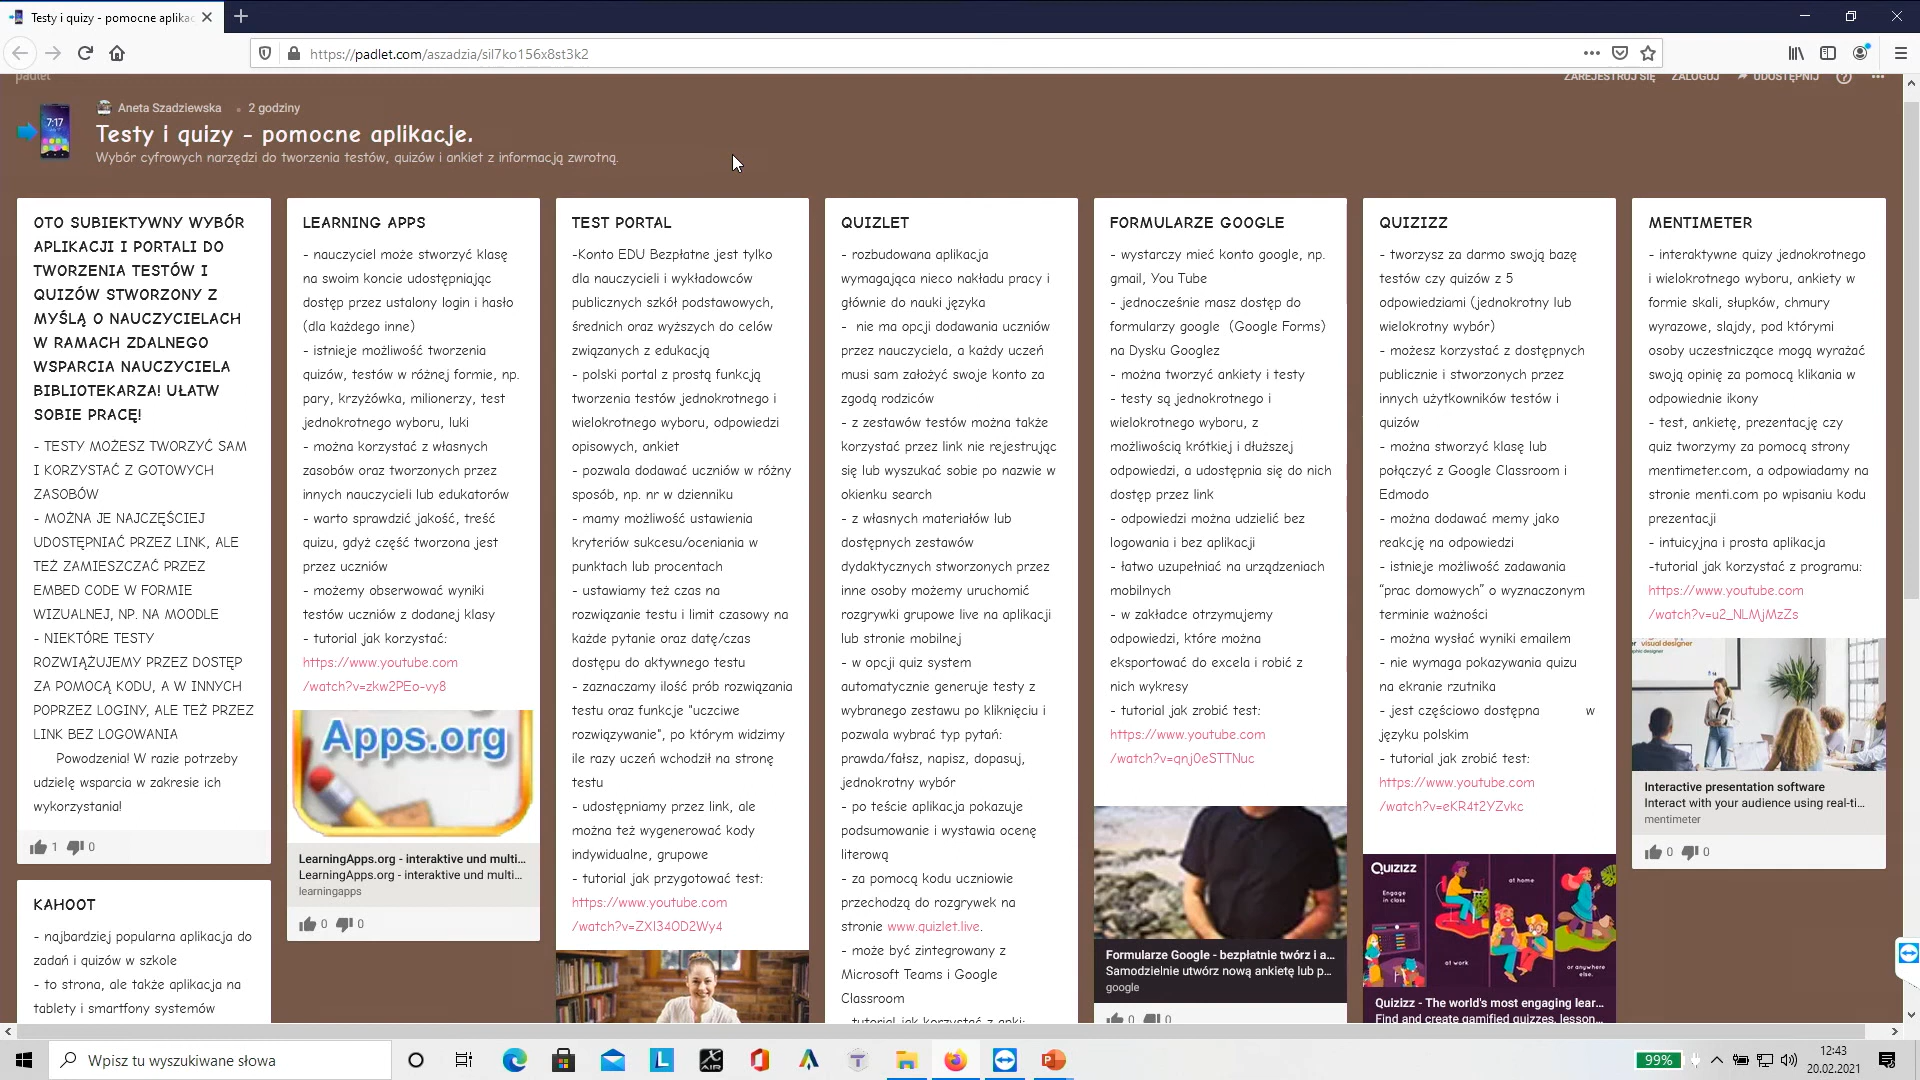 Testy i quizy - pomocne aplikac
https://padlet.com/aszadzia/sil7ko156x8st3k2
padlet
ZAREJESTRUJ SIĘ
ZALOGUJ
UDOSTĘPNIJ
7:17
Aneta Szadziewska
2 godziny
Testy i quizy - pomocne aplikacje.
Wybór cyfrowych narzędzi do tworzenia testów, quizów i ankiet z informacją zwrotną.
OTO SUBIEKTYWNY WYBÓR
APLIKACJI I PORTALI DO
TWORZENIA TESTÓW I
QUIZÓW STWORZONY Z
MYŚLĄ O NAUCZYCIELACH
W RAMACH ZDALNEGO
WSPARCIA NAUCZYCIELA
BIBLIOTEKARZA! UŁATW
SOBIE PRACĘ!
- TESTY MOŻESZ TWORZYĆ SAM
I KORZYSTAĆ Z GOTOWYCH
ZASOBÓW
- MOŻNA JE NAJCZĘŚCIEJ
UDOSTĘPNIAĆ PRZEZ LINK, ALE
TEŻ ZAMIESZCZAĆ PRZEZ
EMBED CODE W FORMIE
WIZUALNEJ, NP. NA MOODLE
- NIEKTÓRE TESTY
ROZWIĄZUJEMY PRZEZ DOSTĘP
ZA POMOCĄ KODU, A W INNYCH
POPRZEZ LOGINY, ALE TEŻ PRZEZ
LINK BEZ LOGOWANIA
Powodzenia! W razie potrzeby
udzielę wsparcia w zakresie ich
wykorzystania!
1 0
KAHOOT
- najbardziej popularna aplikacja do
zadań i quizów w szkole
- to strona, ale także aplikacja na
tablety i smartfony systemów
LEARNING APPS
- nauczyciel może stworzyć klasę
na swoim koncie udostępniając
dostęp przez ustalony login i hasło
(dla każdego inne)
- istnieje możliwość tworzenia
quizów, testów w różnej formie, np.
pary, krzyżówka, milionerzy, test
jednokrotnego wyboru, luki
- można korzystać z własnych
zasobów oraz tworzonych przez
innych nauczycieli lub edukatorów
- warto sprawdzić jakość, treść
quizu, gdyż część tworzona jest
przez uczniów
- możemy obserwować wyniki
testów uczniów z dodanej klasy
- tutorial jak korzystać:
https://www.youtube.com
/watch?v=zkw2PEo-vy8
Apps.org
LearningApps.org - interaktive und multi...
LearningApps.org - interaktive und multi...
learningapps
0 0
TEST PORTAL
-Konto EDU Bezpłatne jest tylko
dla nauczycieli i wykładowców
publicznych szkół podstawowych,
średnich oraz wyższych do celów
związanych z edukacją
- polski portal z prostą funkcją
tworzenia testów jednokrotnego i
wielokrotnego wyboru, odpowiedzi
opisowych, ankiet
- pozwala dodawać uczniów w różny
sposób, np. nr w dzienniku
- mamy możliwość ustawienia
kryteriów sukcesu/oceniania w
punktach lub procentach
- ustawiamy też czas na
rozwiązanie testu i limit czasowy na
każde pytanie oraz datę/czas
dostępu do aktywnego testu
- zaznaczamy ilość prób rozwiązania
testu oraz funkcje "uczciwe
rozwiązywanie", po którym widzimy
ile razy uczeń wchodził na stronę
testu
- udostępniamy przez link, ale
można też wygenerować kody
indywidualne, grupowe
- tutorial jak przygotować test:
https://www.youtube.com
/watch?v=ZXI34OD2Wy4
QUIZLET
- rozbudowana aplikacja
wymagająca nieco nakładu pracy i
głównie do nauki języka
- nie ma opcji dodawania uczniów
przez nauczyciela, a każdy uczeń
musi sam założyć swoje konto za
zgodą rodziców
- z zestawów testów można także
korzystać przez link nie rejestrując
się lub wyszukać sobie po nazwie w
okienku search
- z własnych materiałów lub
dostępnych zestawów
dydaktycznych stworzonych przez
inne osoby możemy uruchomić
rozgrywki grupowe live na aplikacji
lub stronie mobilnej
- w opcji quiz system
automatycznie generuje testy z
wybranego zestawu po kliknięciu i
pozwala wybrać typ pytań:
prawda/fałsz, napisz, dopasuj,
jednokrotny wybór
- po teście aplikacja pokazuje
podsumowanie i wystawia ocenę
literową
- za pomocą kodu uczniowie
przechodzą do rozgrywek na
stronie www.quizlet.live.
- może być zintegrowany z
Microsoft Teams i Google
Classroom
- tutorial jak korzystać z apki:
FORMULARZE GOOGLE
- wystarczy mieć konto google, np.
gmail, You Tube
- jednocześnie masz dostęp do
formularzy google (Google Forms)
na Dysku Googlez
- można tworzyć ankiety i testy
- testy są jednokrotnego i
wielokrotnego wyboru, z
możliwością krótkiej i dłuższej
odpowiedzi, a udostępnia się do nich
dostęp przez link
- odpowiedzi można udzielić bez
logowania i bez aplikacji
- łatwo uzupełniać na urządzeniach
mobilnych
- w zakładce otrzymujemy
odpowiedzi, które można
eksportować do excela i robić z
nich wykresy
- tutorial jak zrobić test:
https://www.youtube.com
/watch?v=qnj0eSTTNuc
Formularze Google - bezpłatnie twórz i a...
Samodzielnie utwórz nową ankietę lub p...
google
0 0
QUIZIZZ
- tworzysz za darmo swoją bazę
testów czy quizów z 5
odpowiedziami (jednokrotny lub
wielokrotny wybór)
- możesz korzystać z dostępnych
publicznie i stworzonych przez
innych użytkowników testów i
quizów
- można stworzyć klasę lub
połączyć z Google Classroom i
Edmodo
- można dodawać memy jako
reakcję na odpowiedzi
- istnieje możliwość zadawania
“prac domowych” o wyznaczonym
terminie ważności
- można wysłać wyniki emailem
- nie wymaga pokazywania quizu
na ekranie rzutnika
- jest częściowo dostępna w
języku polskim
- tutorial jak zrobić test:
https://www.youtube.com
/watch?v=eKR4t2YZvkc
QUIZIZZ
Engage
in class
at home
at work
or anywhere
else.
Quizizz - The world's most engaging lear...
Find and create gamified quizzes, lesson...
MENTIMETER
- interaktywne quizy jednokrotnego
i wielokrotnego wyboru, ankiety w
formie skali, słupków, chmury
wyrazowe, slajdy, pod którymi
osoby uczestniczące mogą wyrażać
swoją opinię za pomocą klikania w
odpowiednie ikony
- test, ankietę, prezentację czy
quiz tworzymy za pomocą strony
mentimeter.com, a odpowiadamy na
stronie menti.com po wpisaniu kodu
prezentacji
- intuicyjna i prosta aplikacja
-tutorial jak korzystać z programu:
https://www.youtube.com
/watch?v=u2_NLMjMzZs
visual designer
Interactive presentation software
Interact with your audience using real-ti...
mentimeter
0 0
Wpisz tu wyszukiwane słowa
99%
12:43
20.02.2021